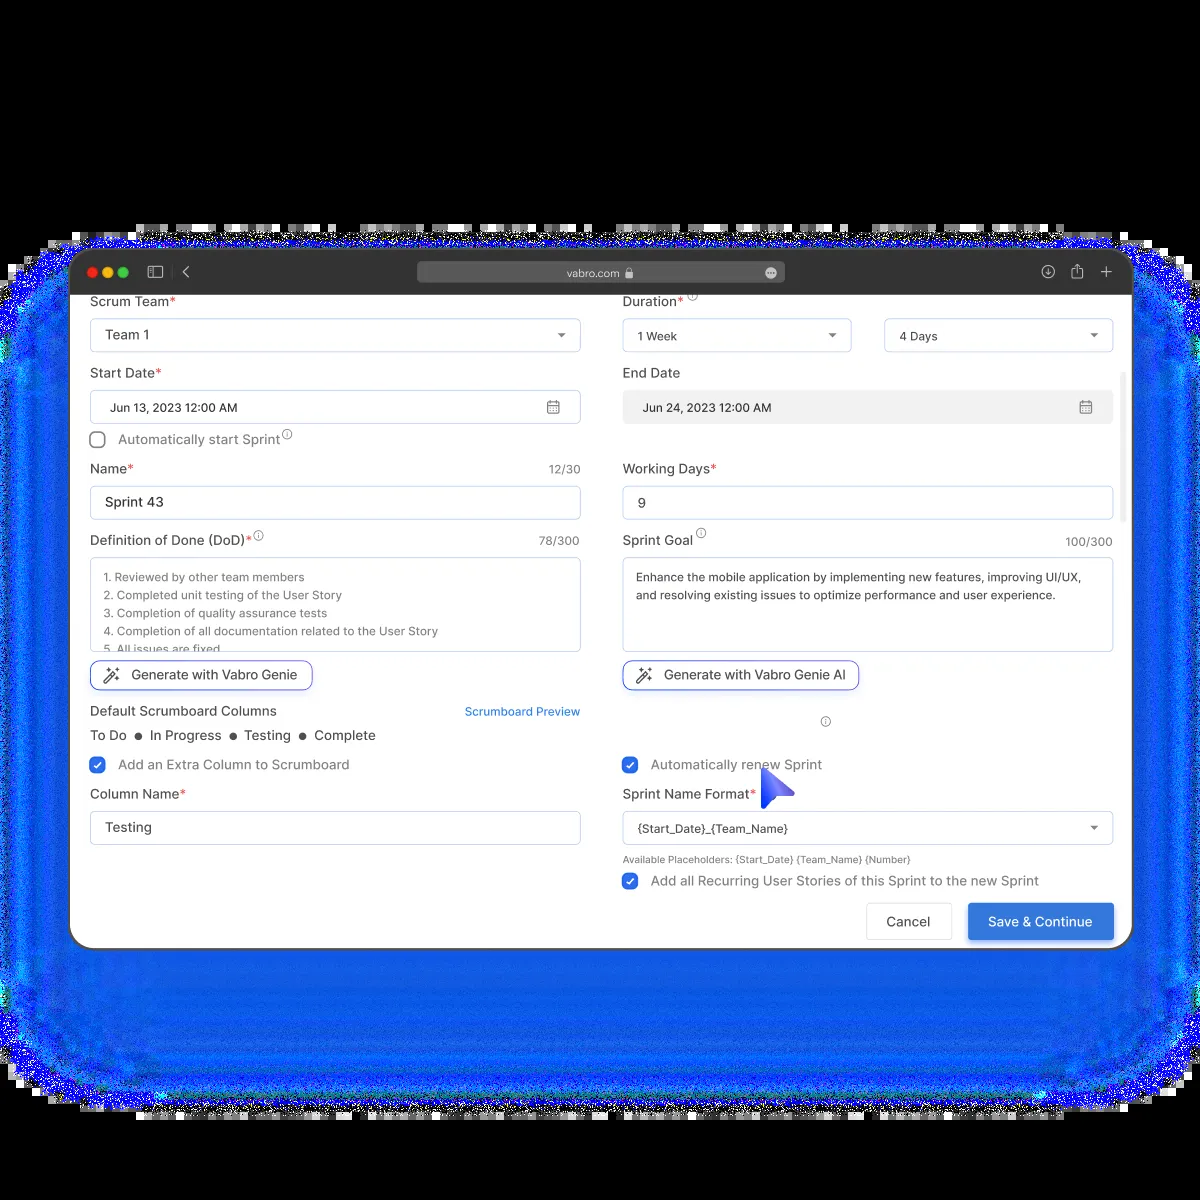 vabro.com
Scrum Team*
Duration*
Team 1
1 Week
4 Days
Start Date*
End Date
Jun 13, 2023 12:00 AM
Jun 24, 2023 12:00 AM
Automatically start Sprint
Name*
12/30
Working Days*
Sprint 43
9
Definition of Done (DoD)*
78/300
Sprint Goal
100/300
1. Reviewed by other team members
2. Completed unit testing of the User Story
3. Completion of quality assurance tests
4. Completion of all documentation related to the User Story
5. All issues are fixed
Enhance the mobile application by implementing new features, improving UI/UX,
and resolving existing issues to optimize performance and user experience.
Generate with Vabro Genie
Generate with Vabro Genie AI
Default Scrumboard Columns
Scrumboard Preview
To Do ● In Progress ● Testing ● Complete
Add an Extra Column to Scrumboard
Automatically renew Sprint
Column Name*
Sprint Name Format*
Testing
{Start_Date}_{Team_Name}
Available Placeholders: {Start_Date} {Team_Name} {Number}
Add all Recurring User Stories of this Sprint to the new Sprint
Cancel
Save & Continue